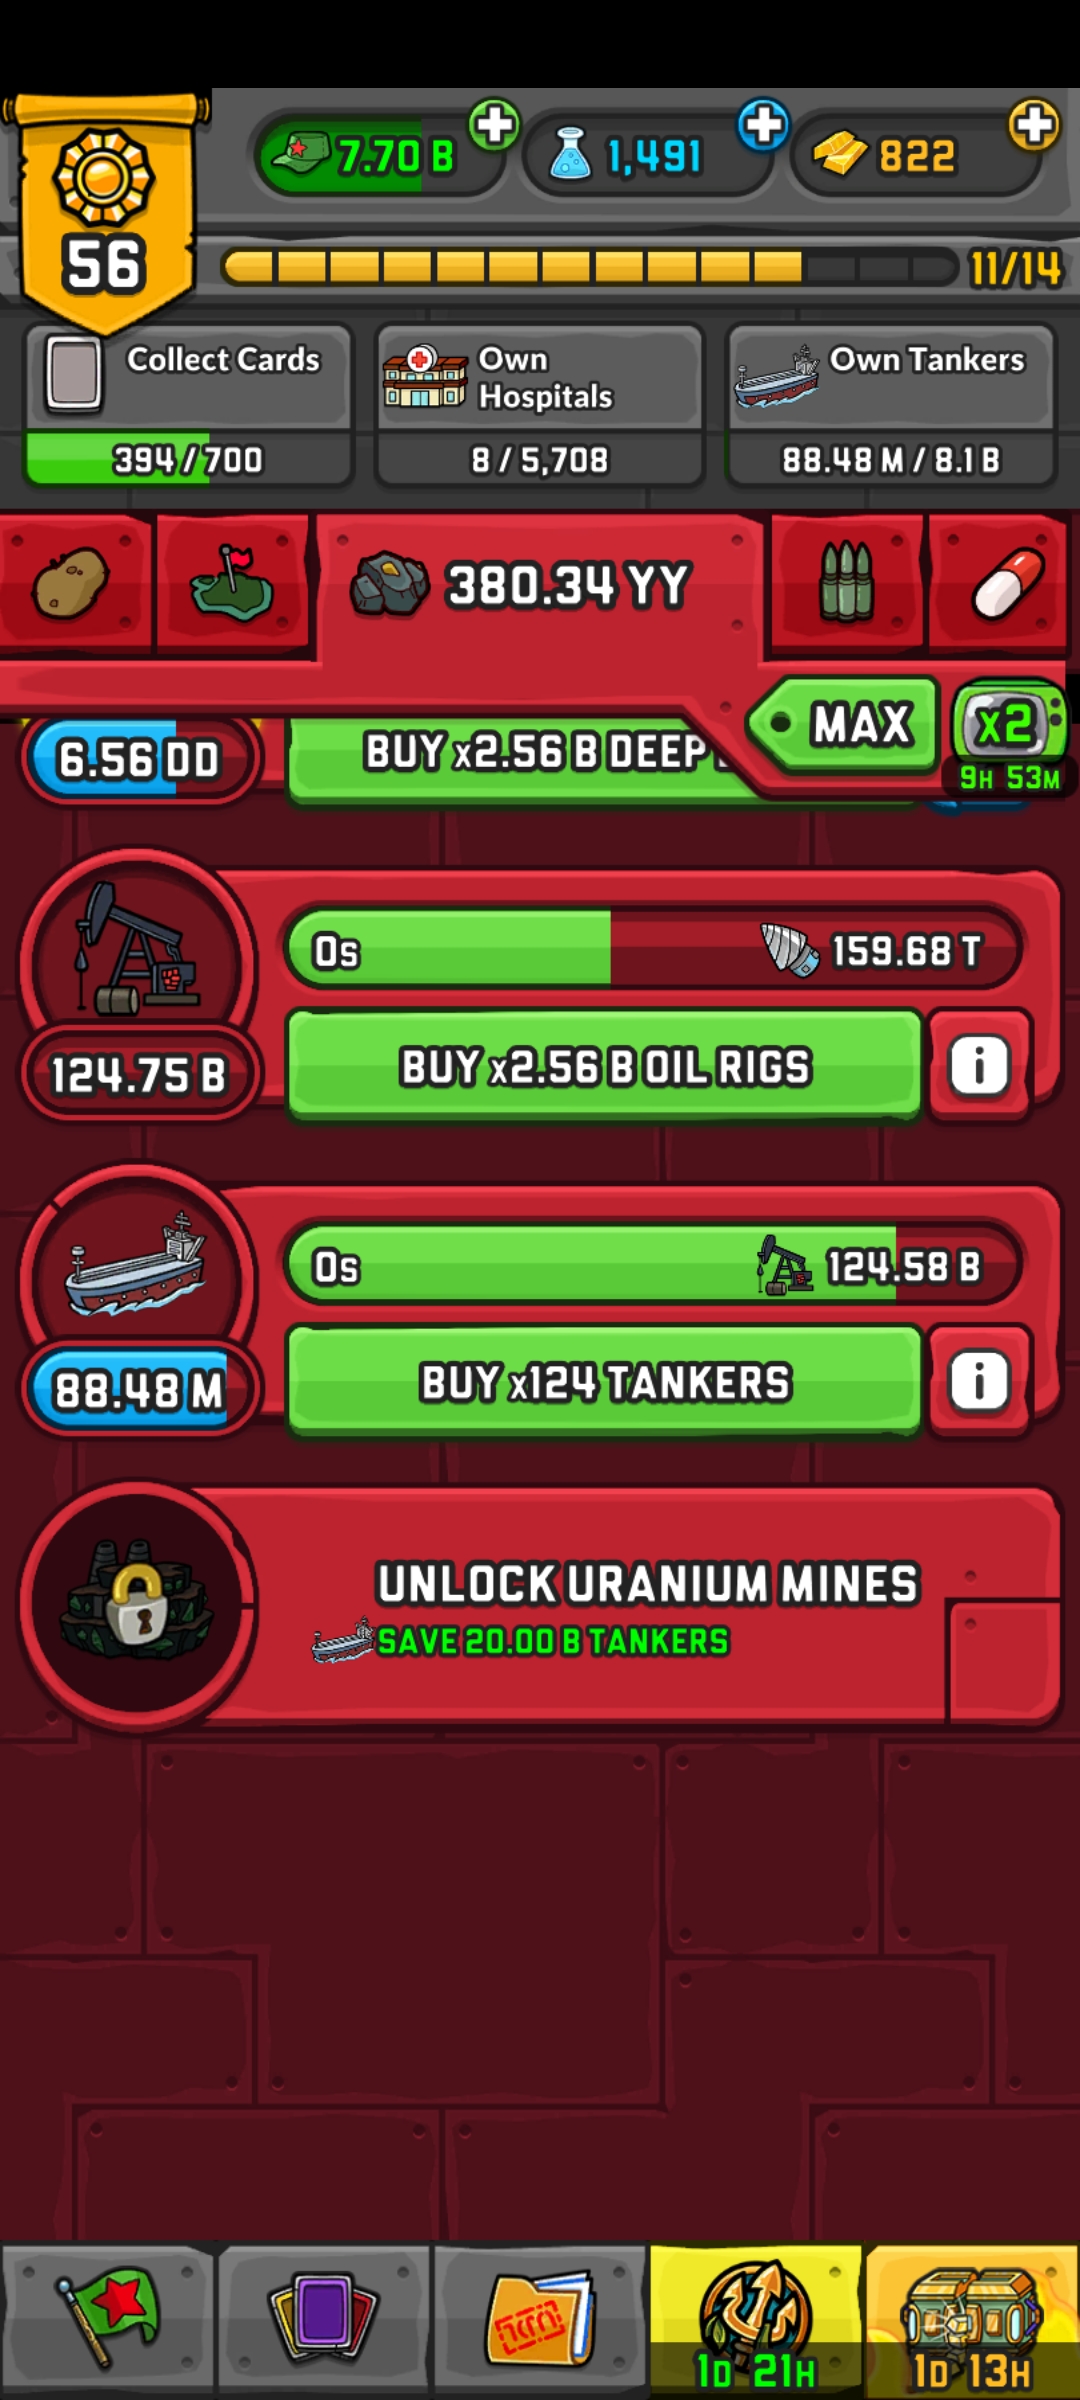 7.70 B
1,491
822
56
11/14
Collect Cards
394/700
Own
Hospitals
8/5,708
Own Tankers
88.48 M/8.1 B
380.34 YY
MAX
x2
9H 53M
6.56 DD
BUY x2.56 B DEEP
0s
159.68 T
124.75 B
BUY x2.56 B OIL RIGS
i
0s
124.58 B
88.48 M
BUY x124 TANKERS
i
UNLOCK URANIUM MINES
SAVE 20.00 B TANKERS
1D 21H
1D 13H